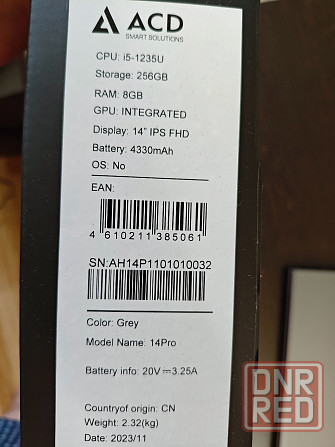 ACD
SMART SOLUTIONS
CPU: i5-1235U
Storage: 256GB
RAM: 8GB
GPU: INTEGRATED
Display: 14" IPS FHD
Battery: 4330mAh
OS: No
EAN:
4 610211 385061
SN:AH14P1101010032
Color: Grey
Model Name: 14Pro
Battery info: 20V⎓3.25A
Countryof origin: CN
Weight: 2.32(kg)
Date: 2023/11
DNR
RED